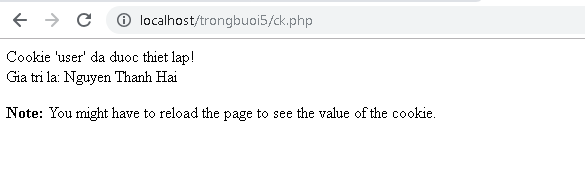 localhost/trongbuoi5/ck.php
Cookie 'user' da duoc thiet lap!
Gia tri la: Nguyen Thanh Hai
Note: You might have to reload the page to see the value of the cookie.